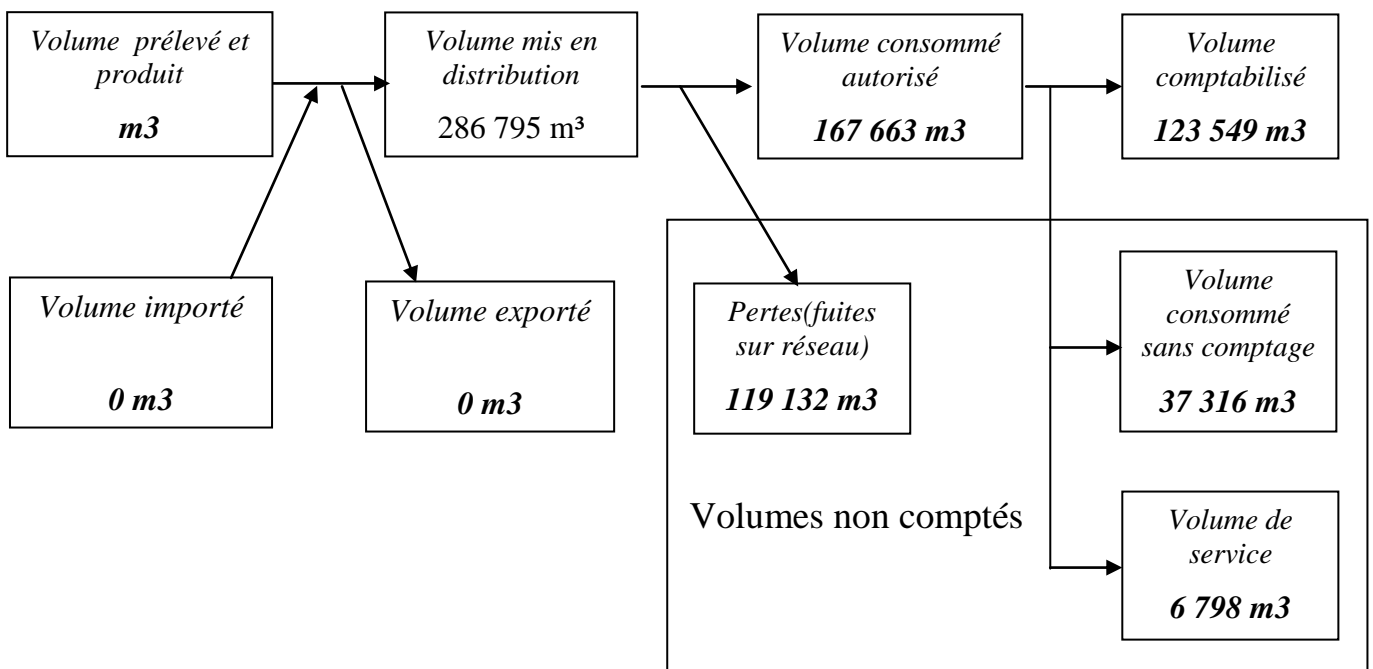 Volume prélevé et
produit
m3
Volume mis en
distribution
286 795 m³
Volume consommé
autorisé
167 663 m3
Volume
comptabilisé
123 549 m3
Volume importé
0 m3
Volume exporté
0 m3
Pertes(fuites
sur réseau)
119 132 m3
Volume
consommé
sans comptage
37 316 m3
Volumes non comptés
Volume de
service
6 798 m3